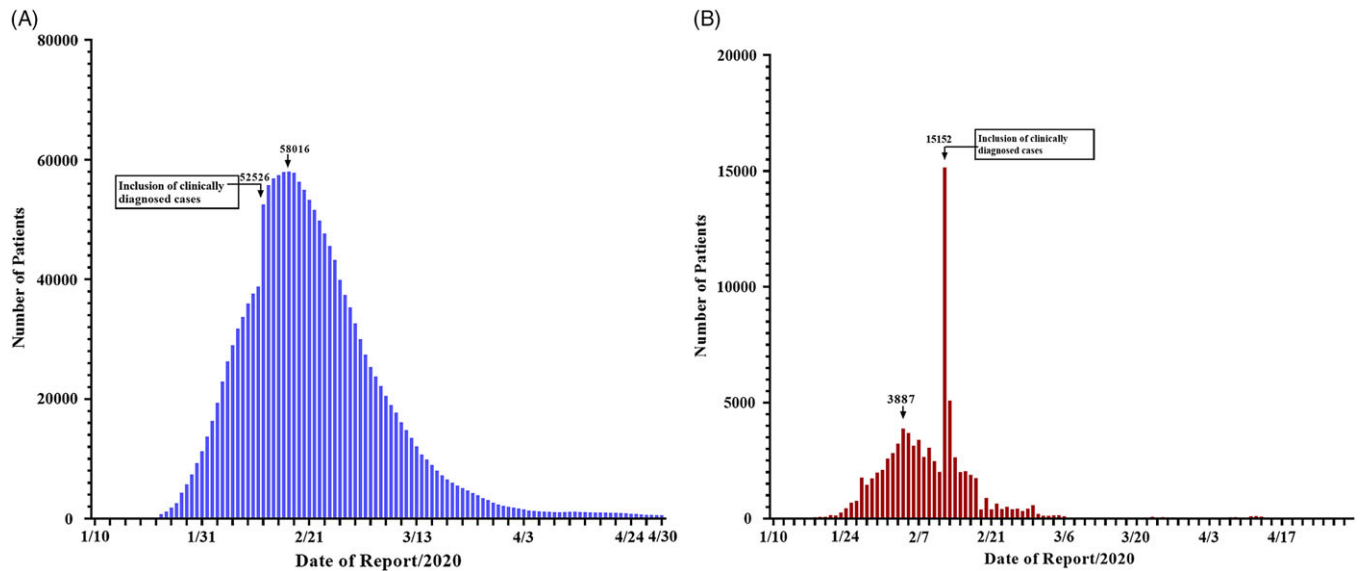 (A)
80000
60000
40000
20000
0
Number of Patients
58016
52526
Inclusion of clinically
diagnosed cases
1/10
1/31
2/21
3/13
4/3
4/24
4/30
Date of Report/2020
(B)
20000
15000
10000
5000
0
Number of Patients
15152
Inclusion of clinically
diagnosed cases
3887
1/10
1/24
2/7
2/21
3/6
3/20
4/3
4/17
Date of Report/2020